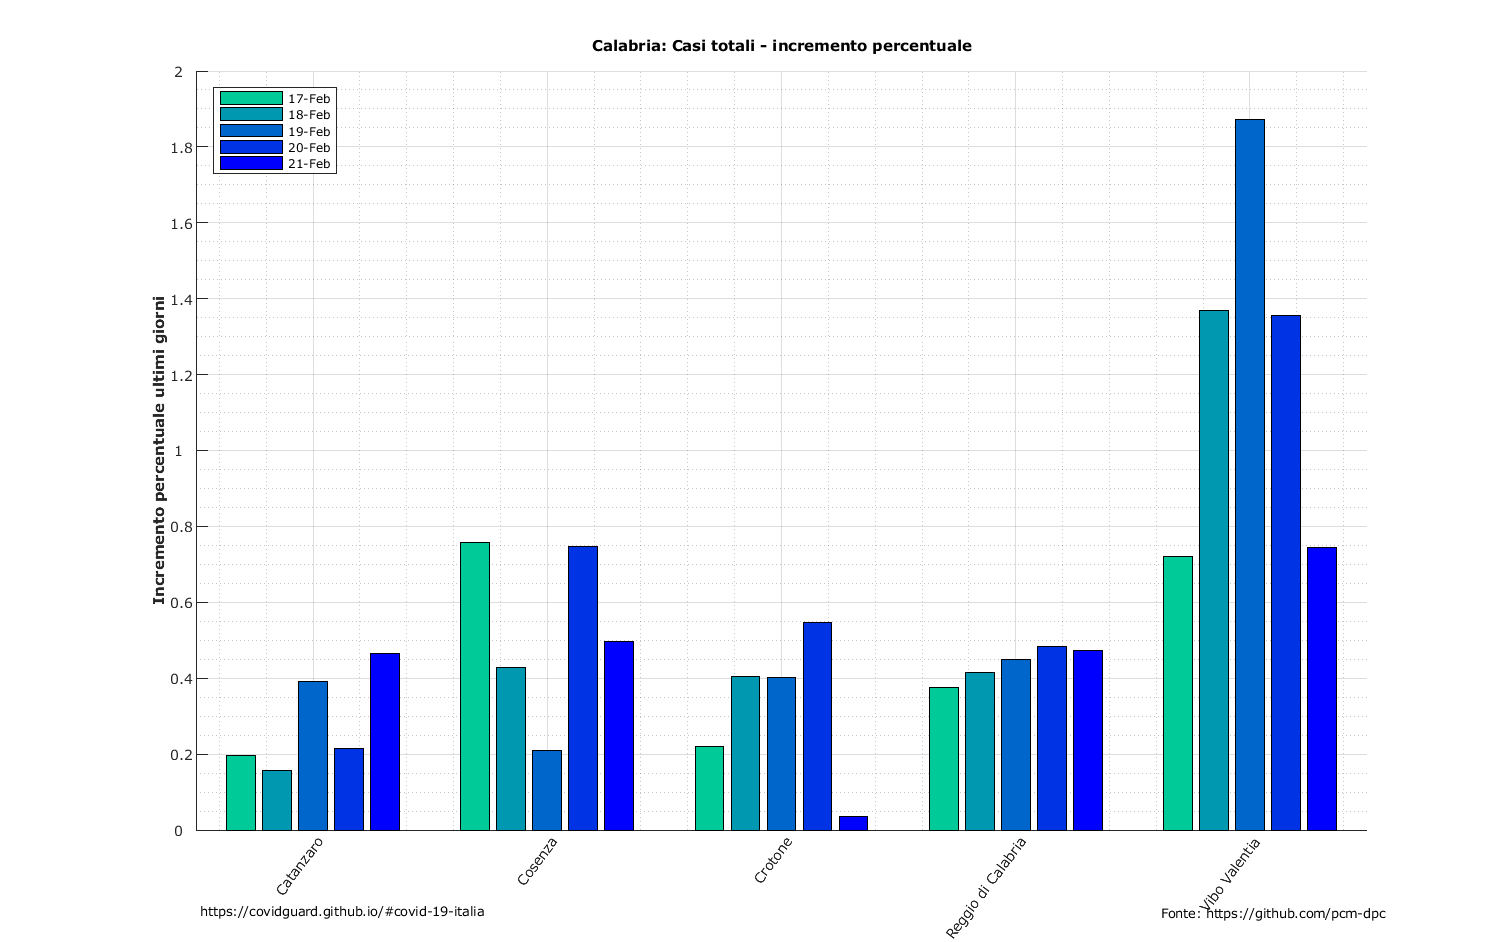 Calabria: Casi totali - incremento percentuale
Incremento percentuale ultimi giorni
2
1.8
1.6
1.4
1.2
1
0.8
0.6
0.4
0.2
0
17-Feb
18-Feb
19-Feb
20-Feb
21-Feb
Catanzaro
Cosenza
Crotone
Reggio di Calabria
Vibo Valentia
https://covidguard.github.io/#covid-19-italia
Fonte: https://github.com/pcm-dpc